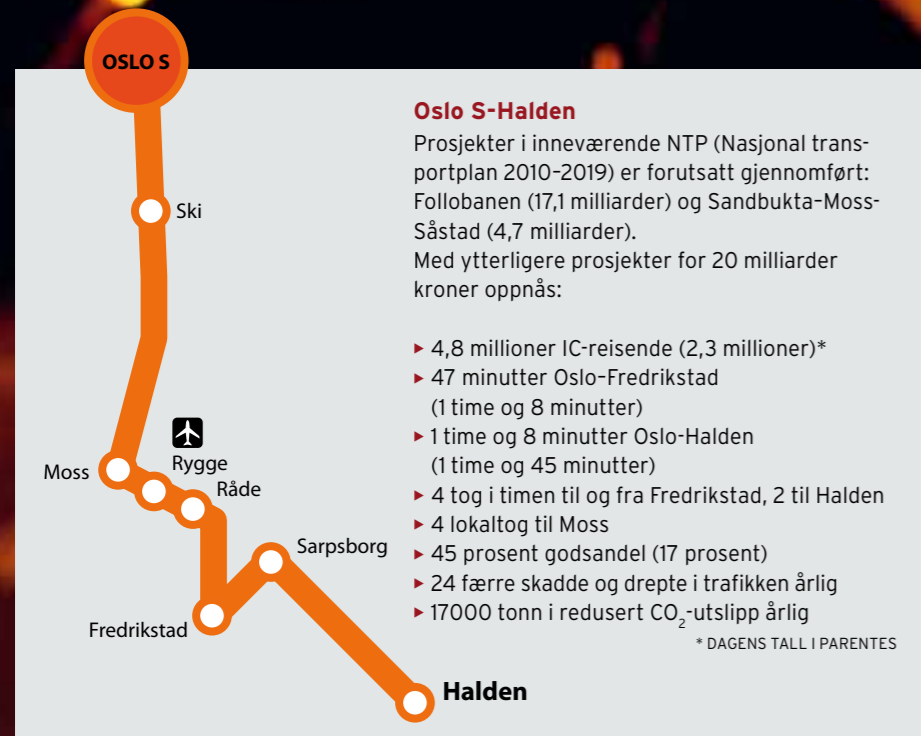 OSLO S
Ski
Moss
Rygge
Råde
Fredrikstad
Sarpsborg
Halden
Oslo S-Halden
Prosjekter i inneværende NTP (Nasjonal trans-
portplan 2010–2019) er forutsatt gjennomført:
Follobanen (17,1 milliarder) og Sandbukta–Moss-
Såstad (4,7 milliarder).
Med ytterligere prosjekter for 20 milliarder
kroner oppnås:
▸ 4,8 millioner IC-reisende (2,3 millioner)*
▸ 47 minutter Oslo–Fredrikstad
(1 time og 8 minutter)
▸ 1 time og 8 minutter Oslo-Halden
(1 time og 45 minutter)
▸ 4 tog i timen til og fra Fredrikstad, 2 til Halden
▸ 4 lokaltog til Moss
▸ 45 prosent godsandel (17 prosent)
▸ 24 færre skadde og drepte i trafikken årlig
▸ 17000 tonn i redusert CO₂-utslipp årlig
* DAGENS TALL I PARENTES